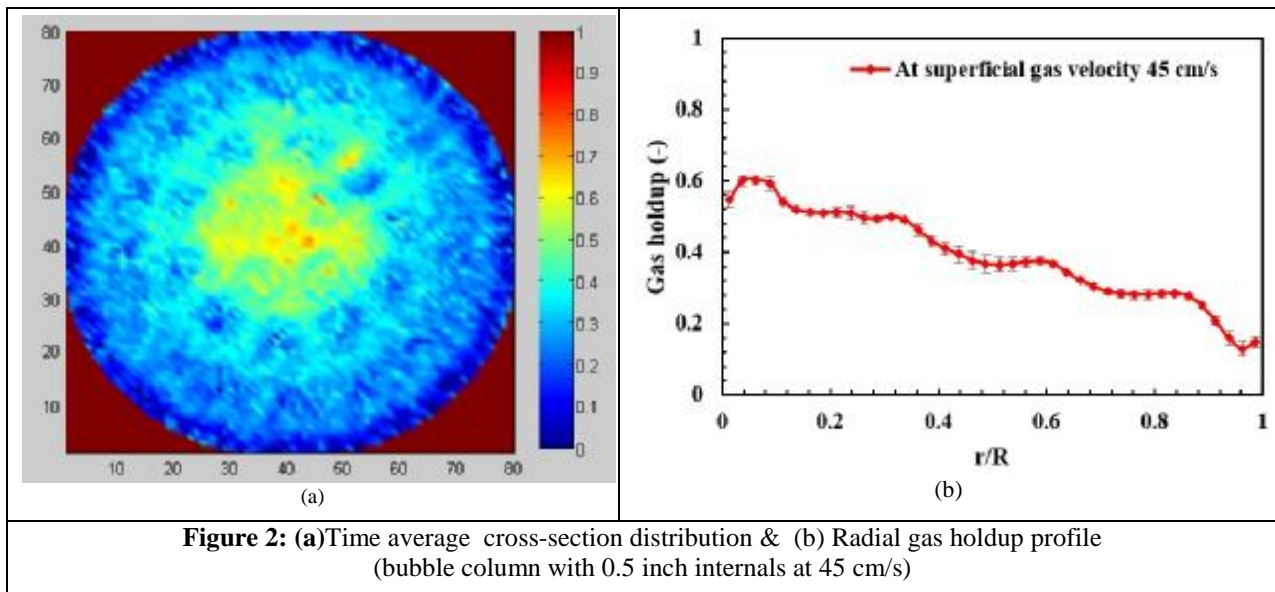 80
70
60
50
40
30
20
10
10 20 30 40 50 60 70 80
1
0.9
0.8
0.7
0.6
0.5
0.4
0.3
0.2
0.1
0
(a)
1
0.8
0.6
0.4
0.2
0
Gas holdup (-)
At superficial gas velocity 45 cm/s
0 0.2 0.4 0.6 0.8 1
r/R
(b)
Figure 2: (a)Time average cross-section distribution & (b) Radial gas holdup profile
(bubble column with 0.5 inch internals at 45 cm/s)